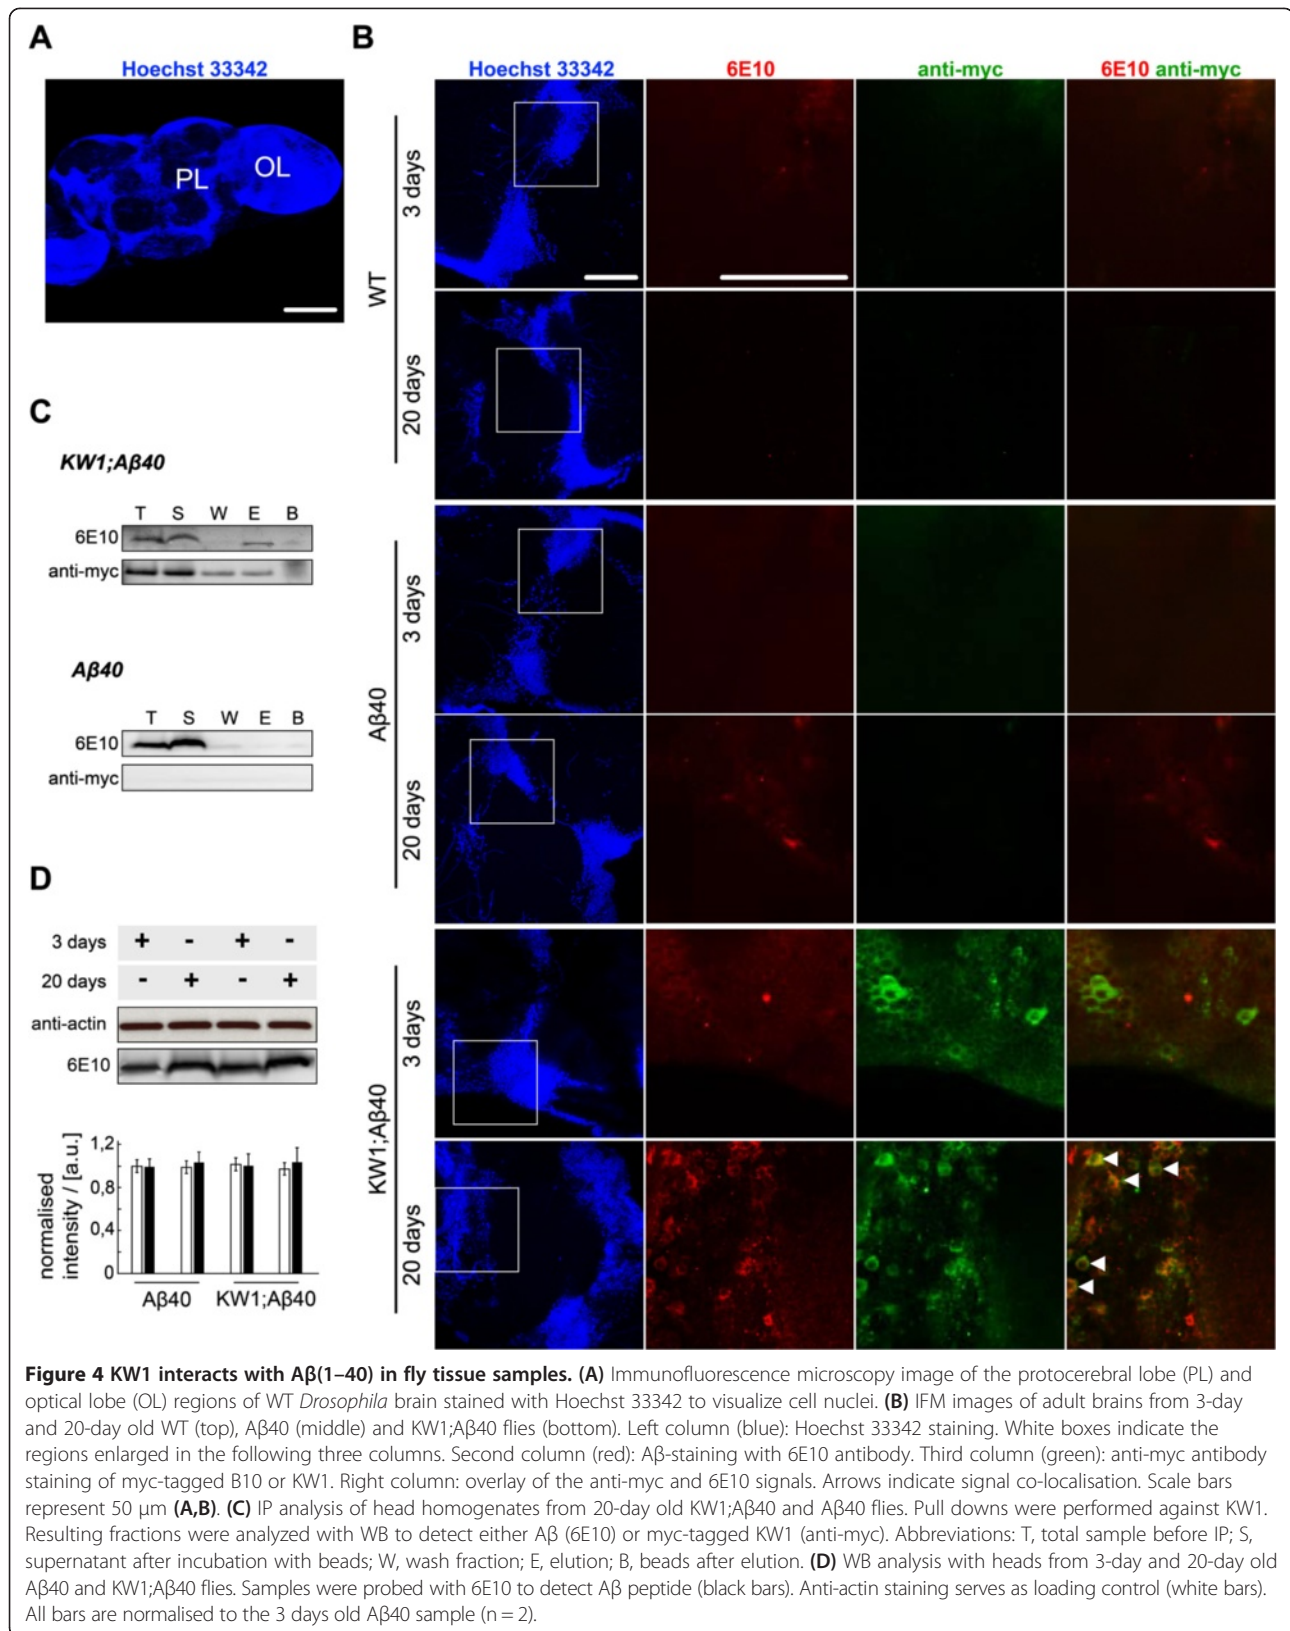 A
Hoechst 33342
PL
OL
B
Hoechst 33342
6E10
anti-myc
6E10 anti-myc
WT
3 days
20 days
Aβ40
3 days
20 days
KW1;Aβ40
3 days
20 days
C
KW1;Aβ40
T S W E B
6E10
anti-myc
Aβ40
T S W E B
6E10
anti-myc
D
3 days + - + -
20 days - + - +
anti-actin
6E10
normalised
intensity / [a.u.]
1,2
0,8
0,4
0
Aβ40 KW1;Aβ40
Figure 4 KW1 interacts with Aβ(1–40) in fly tissue samples. (A) Immunofluorescence microscopy image of the protocerebral lobe (PL) and
optical lobe (OL) regions of WT Drosophila brain stained with Hoechst 33342 to visualize cell nuclei. (B) IFM images of adult brains from 3-day
and 20-day old WT (top), Aβ40 (middle) and KW1;Aβ40 flies (bottom). Left column (blue): Hoechst 33342 staining. White boxes indicate the
regions enlarged in the following three columns. Second column (red): Aβ-staining with 6E10 antibody. Third column (green): anti-myc antibody
staining of myc-tagged B10 or KW1. Right column: overlay of the anti-myc and 6E10 signals. Arrows indicate signal co-localisation. Scale bars
represent 50 μm (A,B). (C) IP analysis of head homogenates from 20-day old KW1;Aβ40 and Aβ40 flies. Pull downs were performed against KW1.
Resulting fractions were analyzed with WB to detect either Aβ (6E10) or myc-tagged KW1 (anti-myc). Abbreviations: T, total sample before IP; S,
supernatant after incubation with beads; W, wash fraction; E, elution; B, beads after elution. (D) WB analysis with heads from 3-day and 20-day old
Aβ40 and KW1;Aβ40 flies. Samples were probed with 6E10 to detect Aβ peptide (black bars). Anti-actin staining serves as loading control (white bars).
All bars are normalised to the 3 days old Aβ40 sample (n = 2).